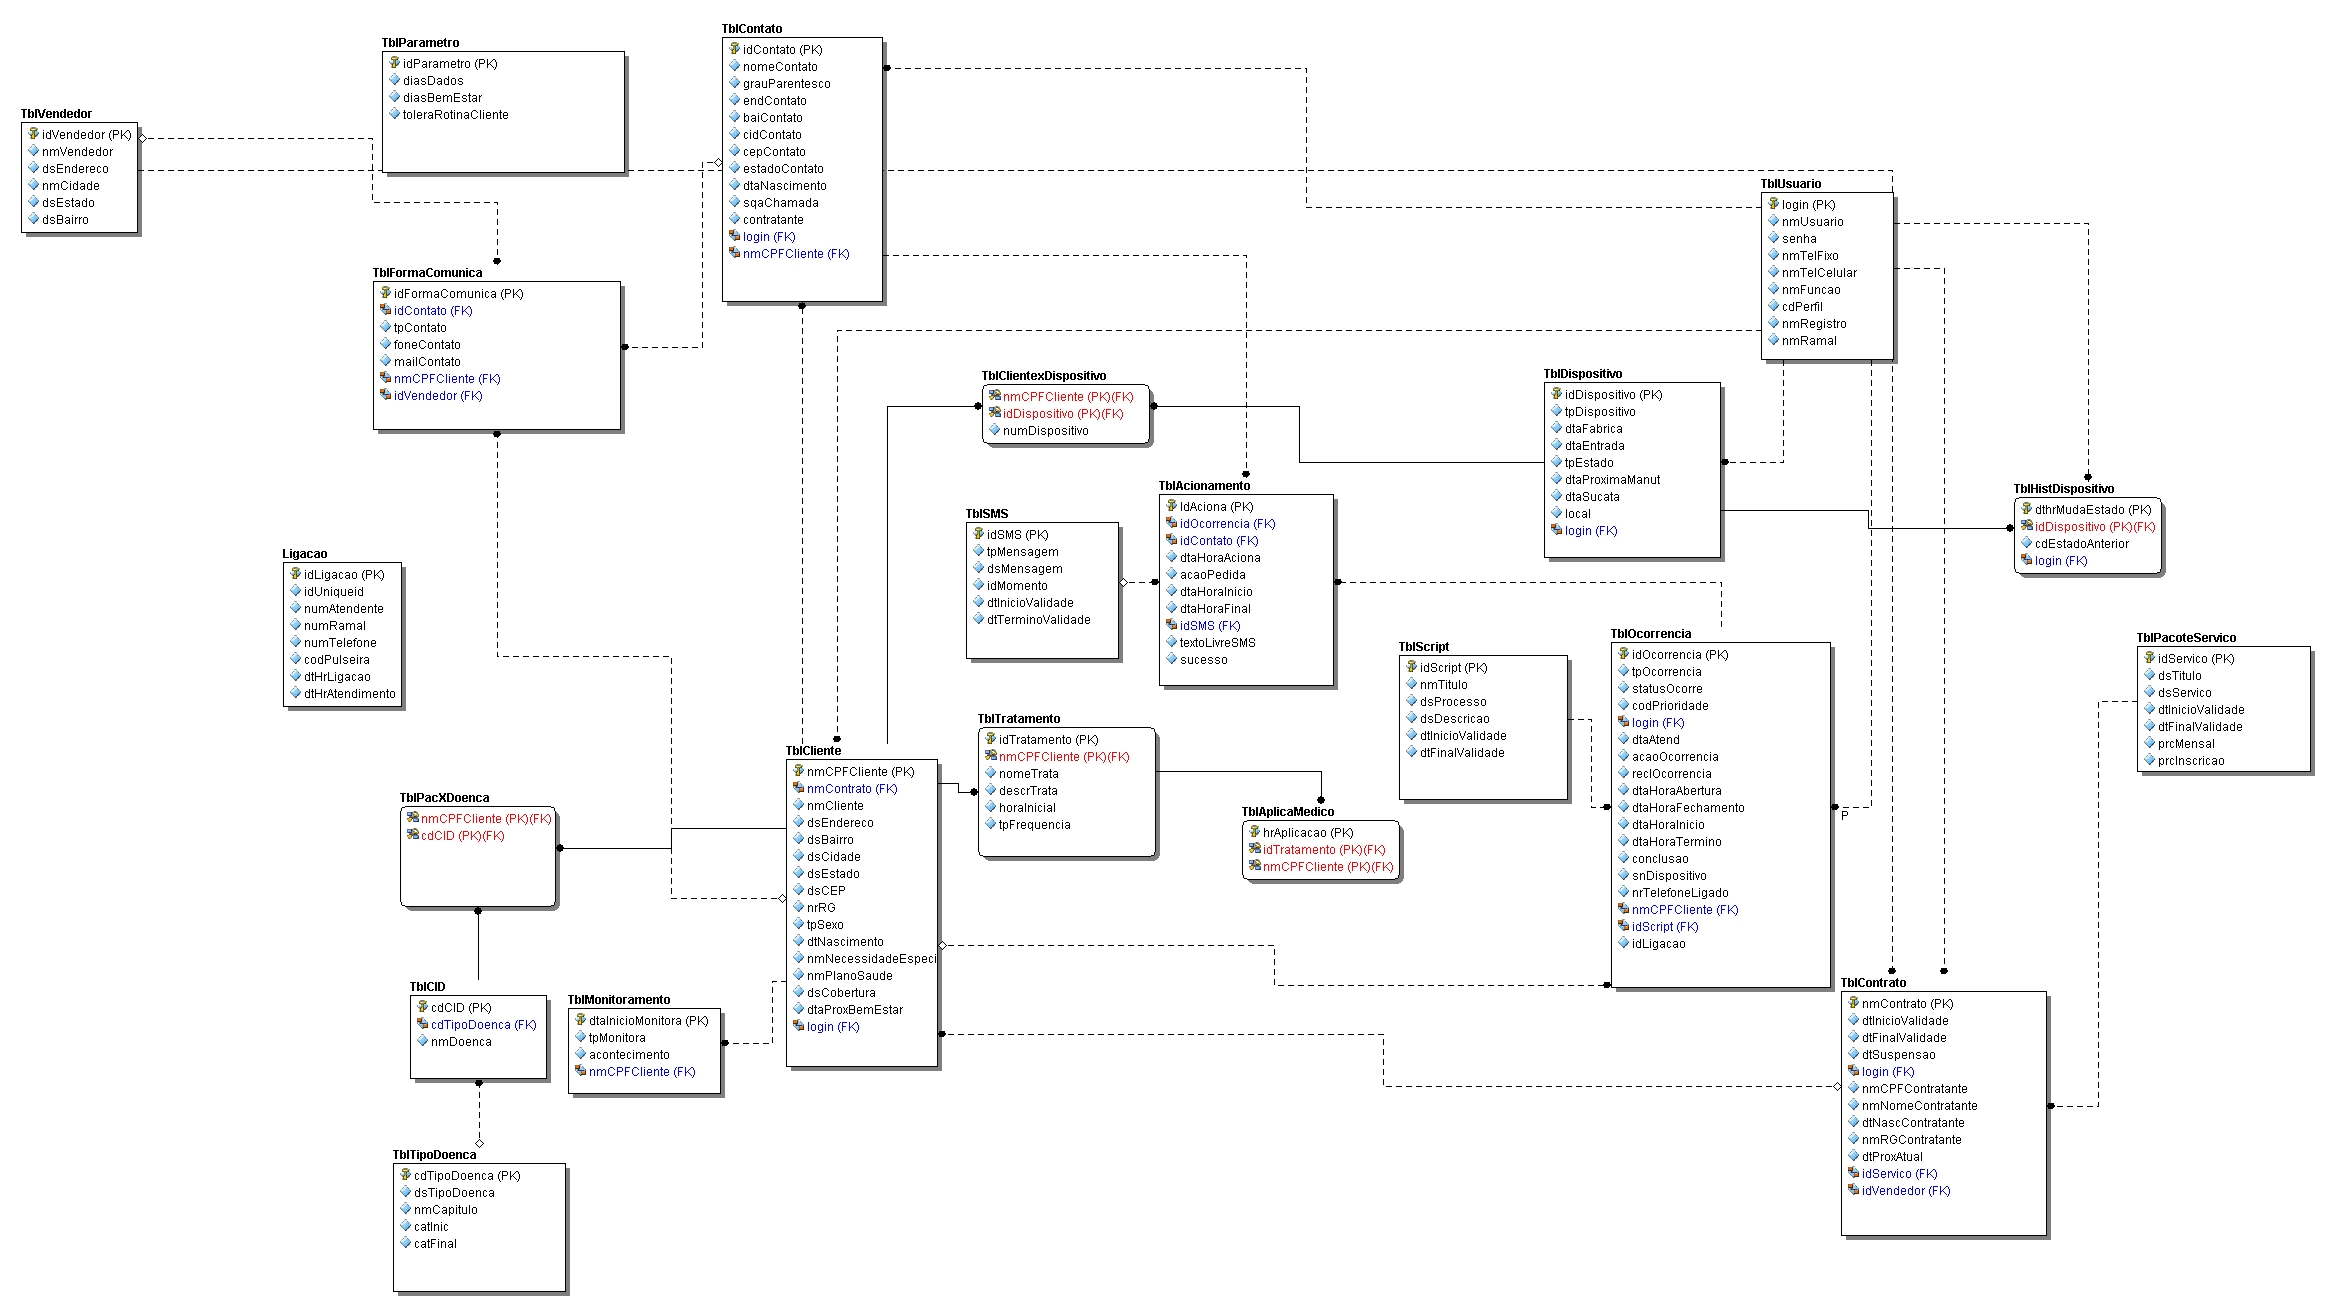 TblVendedor
idVendedor (PK)
nmVendedor
dsEndereco
nmCidade
dsEstado
dsBairro
TblParametro
idParametro (PK)
diasDados
diasBemEstar
toleraRotinaCliente
TblContato
idContato (PK)
nomeContato
grauParentesco
endContato
baiContato
cidContato
cepContato
estadoContato
dtaNascimento
sqaChamada
contratante
login (FK)
nmCPFCliente (FK)
TblUsuario
login (PK)
nmUsuario
senha
nmTelFixo
nmTelCelular
nmFuncao
cdPerfil
nmRegistro
nmRamal
TblFormaComunica
idFormaComunica (PK)
idContato (FK)
tpContato
foneContato
mailContato
nmCPFCliente (FK)
idVendedor (FK)
TblClientexDispositivo
nmCPFCliente (PK)(FK)
idDispositivo (PK)(FK)
numDispositivo
TblDispositivo
idDispositivo (PK)
tpDispositivo
dtaFabrica
dtaEntrada
tpEstado
dtaProximaManut
dtaSucata
local
login (FK)
TblHistDispositivo
dthrMudaEstado (PK)
idDispositivo (PK)(FK)
cdEstadoAnterior
login (FK)
TblSMS
idSMS (PK)
tpMensagem
dsMensagem
idMomento
dtInicioValidade
dtTerminoValidade
TblAcionamento
IdAciona (PK)
idOcorrencia (FK)
idContato (FK)
dtaHoraAciona
acaoPedida
dtaHoraInicio
dtaHoraFinal
idSMS (FK)
textoLivreSMS
sucesso
Ligacao
idLigacao (PK)
idUniqueid
numAtendente
numRamal
numTelefone
codPulseira
dtHrLigacao
dtHrAtendimento
TblScript
idScript (PK)
nmTitulo
dsProcesso
dsDescricao
dtInicioValidade
dtFinalValidade
TblOcorrencia
idOcorrencia (PK)
tpOcorrencia
statusOcorre
codPrioridade
login (FK)
dtaAtend
acaoOcorrencia
reclOcorrencia
dtaHoraAbertura
dtaHoraFechamento
dtaHoraInicio
dtaHoraTermino
conclusao
snDispositivo
nrTelefoneLigado
nmCPFCliente (FK)
idScript (FK)
idLigacao
P
TblPacoteServico
idServico (PK)
dsTitulo
dsServico
dtInicioValidade
dtFinalValidade
prcMensal
prcInscricao
TblCliente
nmCPFCliente (PK)
nmContrato (FK)
nmCliente
dsEndereco
dsBairro
dsCidade
dsEstado
dsCEP
nrRG
tpSexo
dtNascimento
nmNecessidadeEspeci
nmPlanoSaude
dsCobertura
dtaProxBemEstar
login (FK)
TblTratamento
idTratamento (PK)
nmCPFCliente (PK)(FK)
nomeTrata
descrTrata
horaInicial
tpFrequencia
TblAplicaMedico
hrAplicacao (PK)
idTratamento (PK)(FK)
nmCPFCliente (PK)(FK)
TblPacXDoenca
nmCPFCliente (PK)(FK)
cdCID (PK)(FK)
TblCID
cdCID (PK)
cdTipoDoenca (FK)
nmDoenca
TblMonitoramento
dtaInicioMonitora (PK)
tpMonitora
acontecimento
nmCPFCliente (FK)
TblContrato
nmContrato (PK)
dtInicioValidade
dtFinalValidade
dtSuspensao
login (FK)
nmCPFContratante
nmNomeContratante
dtNascContratante
nmRGContratante
dtProxAtual
idServico (FK)
idVendedor (FK)
TblTipoDoenca
cdTipoDoenca (PK)
dsTipoDoenca
nmCapitulo
catInic
catFinal